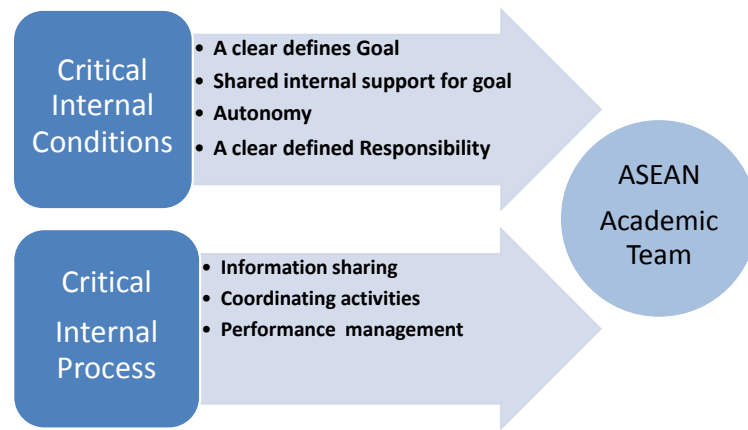 Critical
Internal
Conditions
• A clear defines Goal
• Shared internal support for goal
• Autonomy
• A clear defined Responsibility
ASEAN
Academic
Team
Critical
Internal
Process
• Information sharing
• Coordinating activities
• Performance management